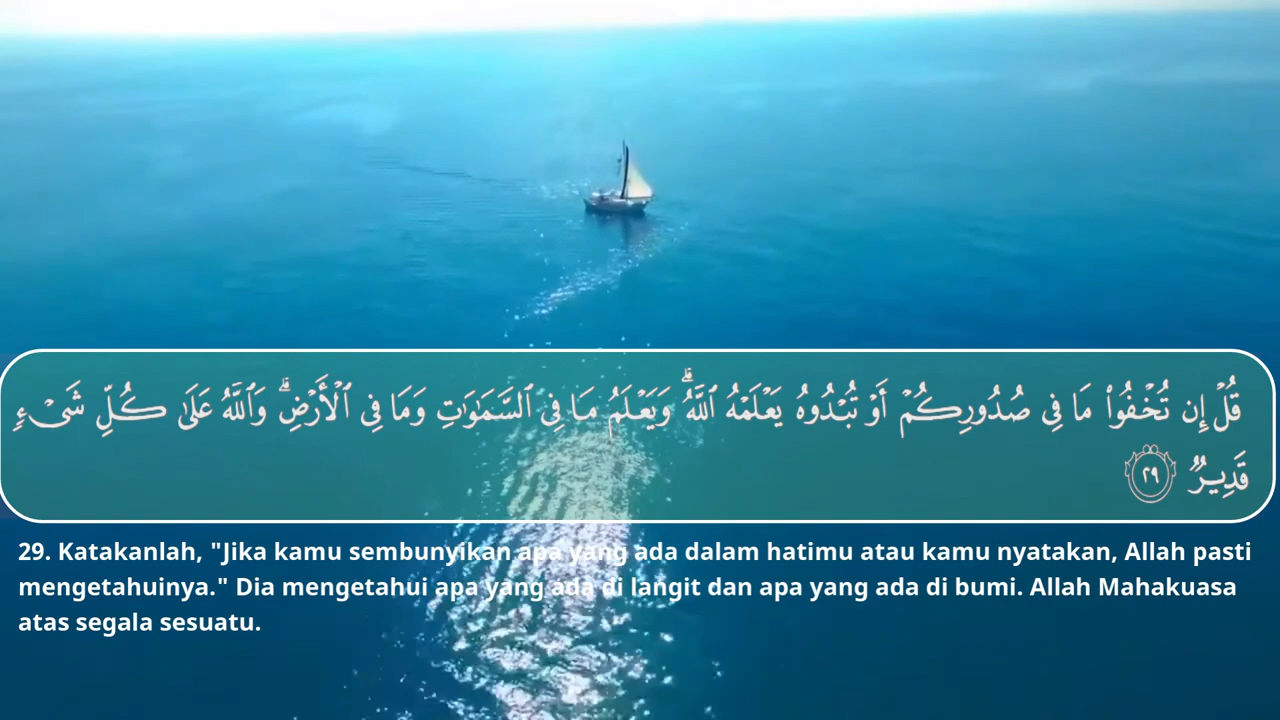 قُلْ إِن تُخْفُوا۟ مَا فِى صُدُورِكُمْ أَوْ تُبْدُوهُ يَعْلَمْهُ ٱللَّهُ ۗ وَيَعْلَمُ مَا فِى ٱلسَّمَـٰوَٰتِ وَمَا فِى ٱلْأَرْضِ ۗ وَٱللَّهُ عَلَىٰ كُلِّ شَىْءٍ
قَدِيرٌ ٢٩
29. Katakanlah, "Jika kamu sembunyikan apa yang ada dalam hatimu atau kamu nyatakan, Allah pasti
mengetahuinya." Dia mengetahui apa yang ada di langit dan apa yang ada di bumi. Allah Mahakuasa
atas segala sesuatu.